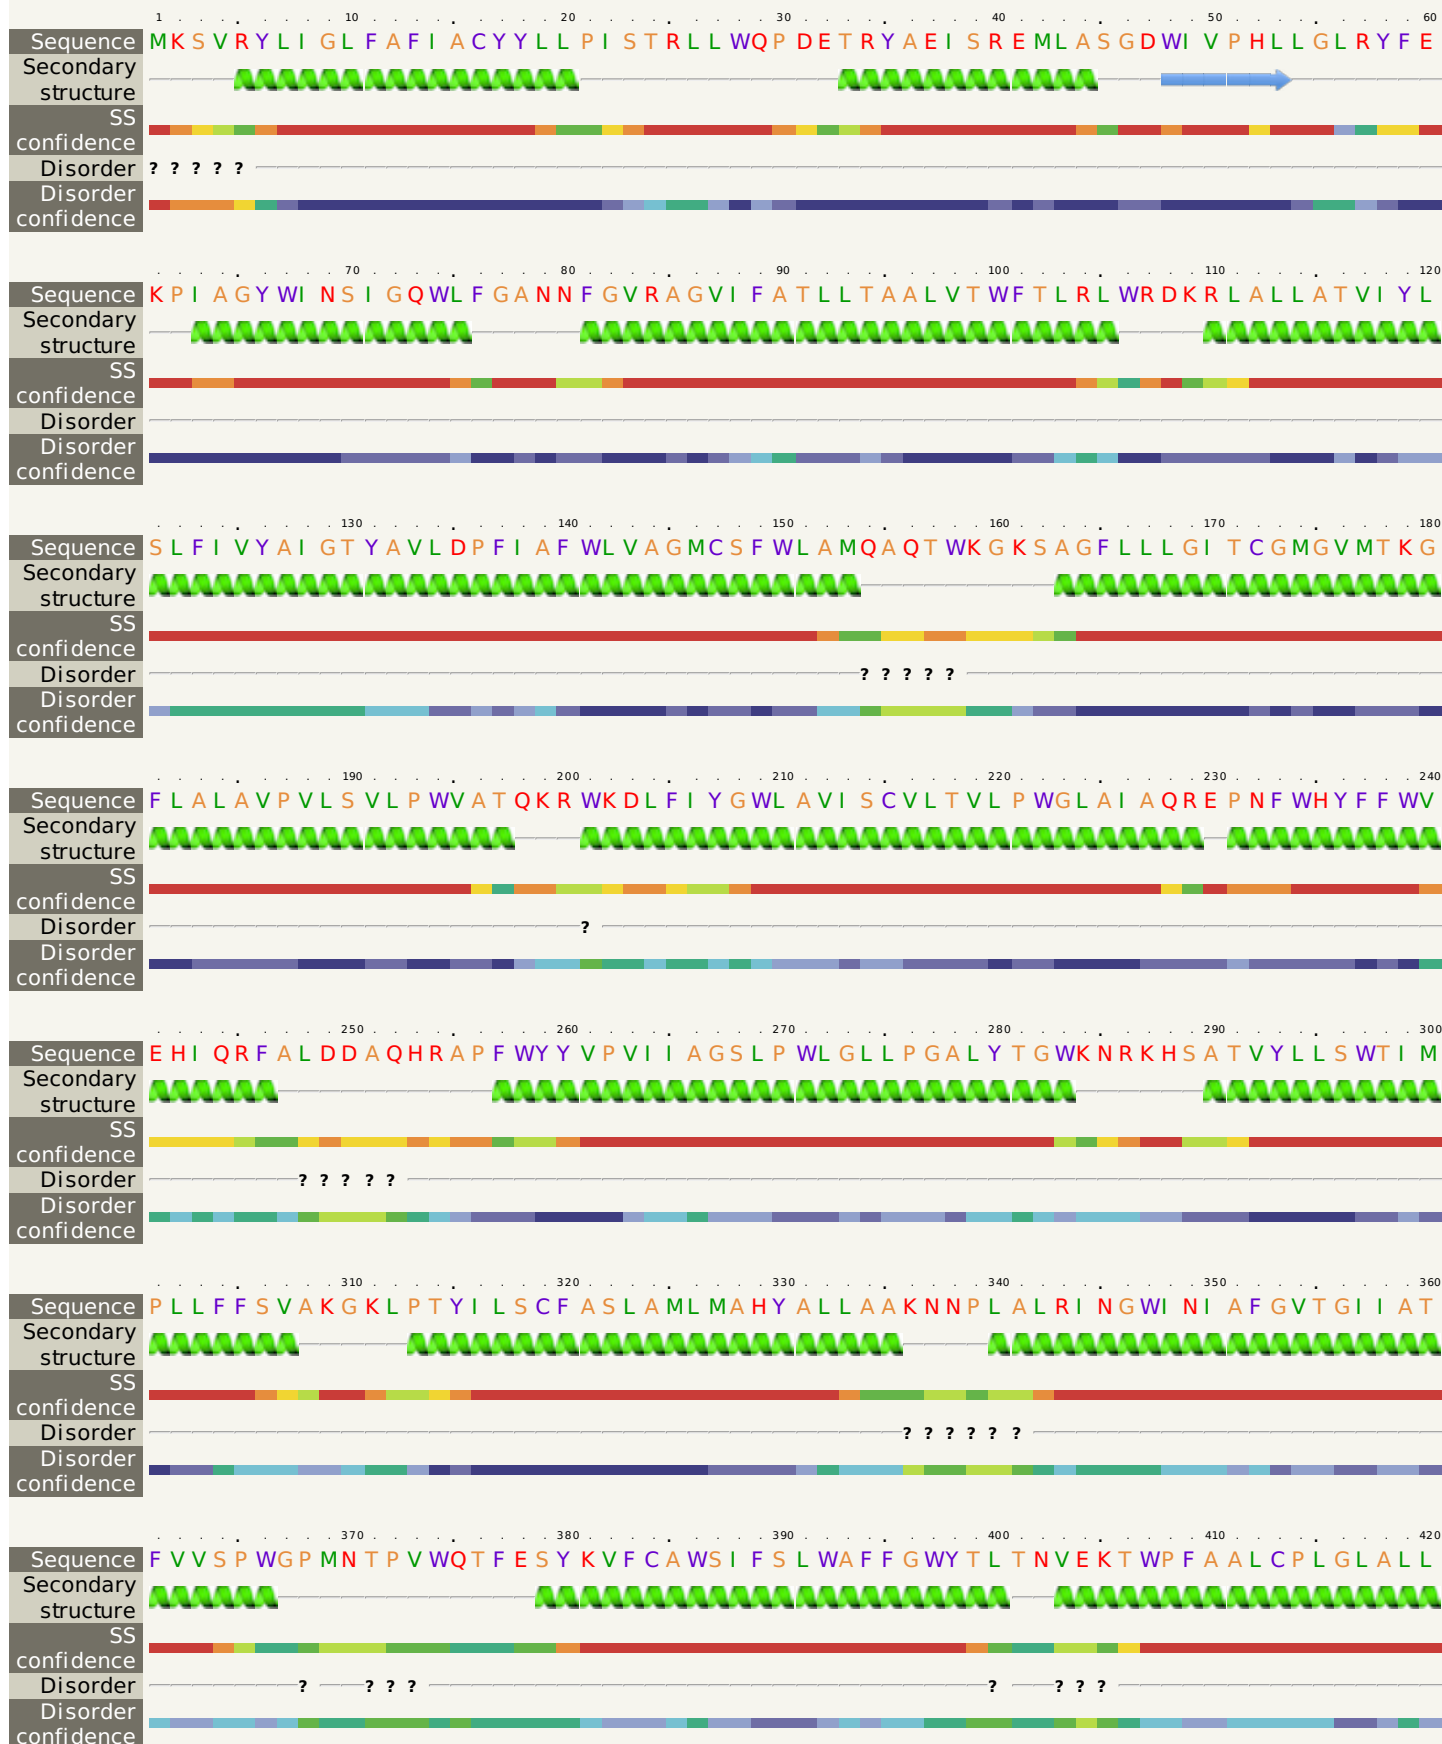 1 . . . . 10 . . . . 20 . . . . 30 . . . . 40 . . . . 50 . . . . 60
Sequence MKSVRYLIGLFAFIACYYLLPISTRLLWQPDETRYAEISREMLASGDWIVPHLLGLRYFE
Secondary
structure
SS
confidence
Disorder ? ? ? ? ?
Disorder
confidence
. . . . . 70 . . . . 80 . . . . 90 . . . . 100 . . . . 110 . . . . 120
Sequence KPIAGYWINSIGQWLFGANNFGVRAGVIFATLLTAALVTWFTLRLWRDKRLALLATVIYL
Secondary
structure
SS
confidence
Disorder
Disorder
confidence
. . . . . 130 . . . . 140 . . . . 150 . . . . 160 . . . . 170 . . . . 180
Sequence SLFIVYAIGTYAVLDPFIAFWLVAGMCSFWLAMQAQTWKGKSAGFLLLGITCGMGVMTKG
Secondary
structure
SS
confidence
Disorder ? ? ? ? ?
Disorder
confidence
. . . . . 190 . . . . 200 . . . . 210 . . . . 220 . . . . 230 . . . . 240
Sequence FLALAVPVLSVLPWVATQKRWKDLFIYGWLAVISCVLTVLPWGLAIAQREPNFWHYFFWV
Secondary
structure
SS
confidence
Disorder ?
Disorder
confidence
. . . . . 250 . . . . 260 . . . . 270 . . . . 280 . . . . 290 . . . . 300
Sequence EHIQRFALDDAQHRAPFWYYVPVIIAGSLPWLGLLPGALYTGWKNRKHSATVYLLSWTIM
Secondary
structure
SS
confidence
Disorder ? ? ? ? ?
Disorder
confidence
. . . . . 310 . . . . 320 . . . . 330 . . . . 340 . . . . 350 . . . . 360
Sequence PLLFFSVAKGKLPTYILSCFASLAMLMAHYALLAAKNNPLALRINGWINIAFGVTGIIAT
Secondary
structure
SS
confidence
Disorder ? ? ? ? ? ?
Disorder
confidence
. . . . . 370 . . . . 380 . . . . 390 . . . . 400 . . . . 410 . . . . 420
Sequence FVVSPWGPMNTPVWQTFESYKVFCAWSIFSLWAFFGWYTLTNVEKTWPFAALCPLGLALL
Secondary
structure
SS
confidence
Disorder ? ? ? ? ? ? ? ?
Disorder
confidence